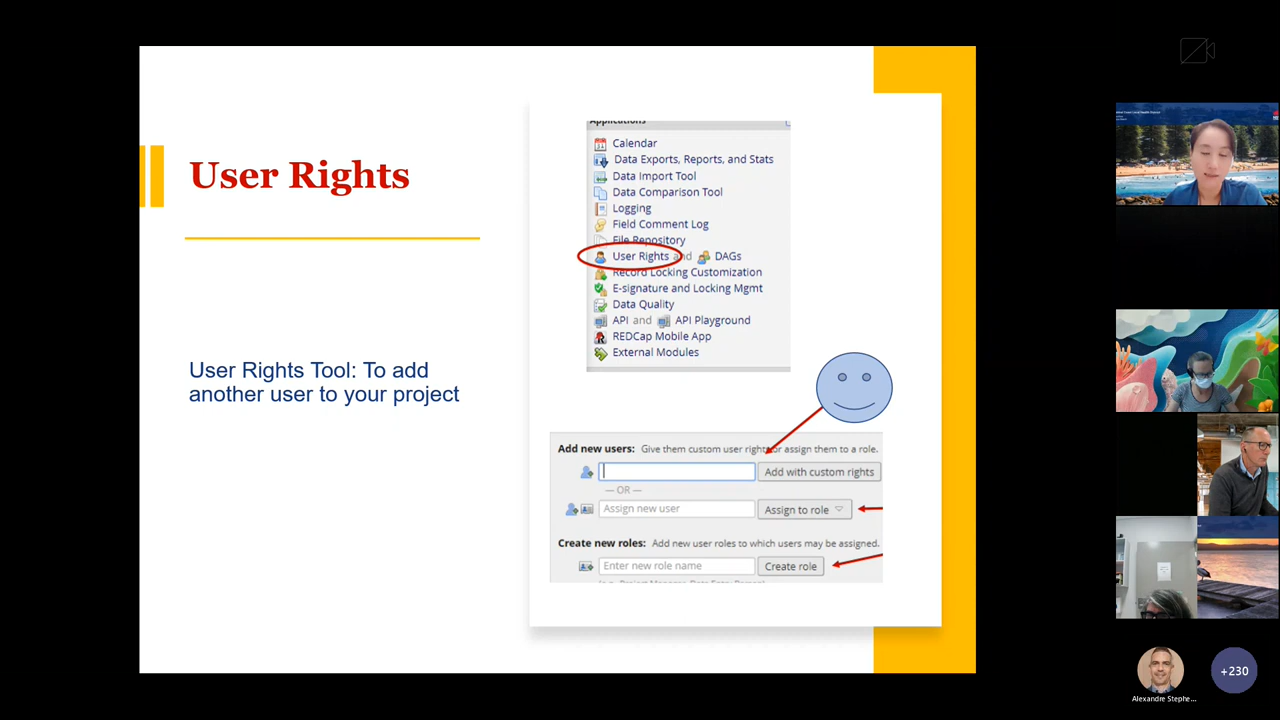 User Rights
User Rights Tool: To add
another user to your project
Applications
Calendar
Data Exports, Reports, and Stats
Data Import Tool
Data Comparison Tool
Logging
Field Comment Log
File Repository
User Rights and DAGs
Record Locking Customization
E-signature and Locking Mgmt
Data Quality
API and API Playground
REDCap Mobile App
External Modules
Add new users: Give them custom user rights or assign them to a role.
Add with custom rights
— OR —
Assign new user
Assign to role
Create new roles: Add new user roles to which users may be assigned.
Enter new role name
Create role
Alexandre Stephe...
+230